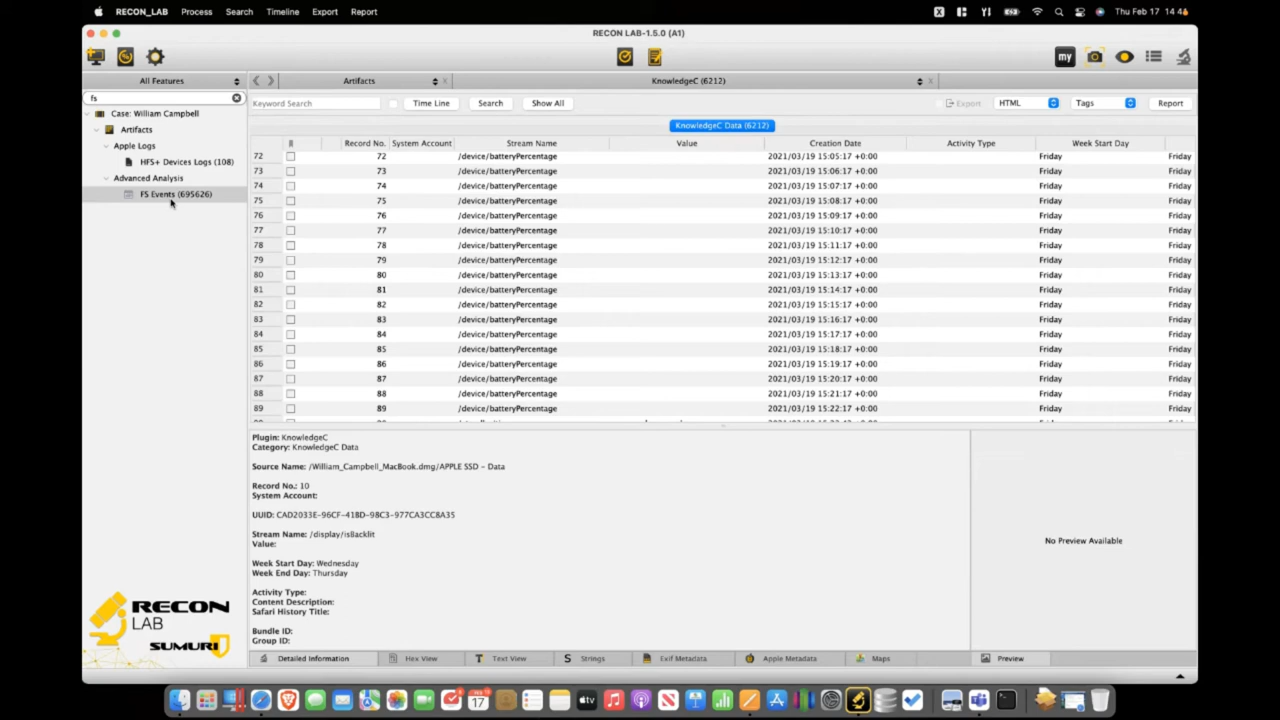 RECON_LAB Process Search Timeline Export Report Thu Feb 17 14:4
RECON LAB-1.5.0 (A1)
my
All Features Artifacts KnowledgeC (6212)
fs Keyword Search Time Line Search Show All Export HTML Tags Report
Case: William Campbell
Artifacts
Apple Logs
HFS+ Devices Logs (108)
Advanced Analysis
FS Events (695626)
KnowledgeC Data (6212)
Record No. System Account Stream Name Value Creation Date Activity Type Week Start Day
72 72 /device/batteryPercentage 2021/03/19 15:05:17 +0:00 Friday Friday
73 73 /device/batteryPercentage 2021/03/19 15:06:17 +0:00 Friday Friday
74 74 /device/batteryPercentage 2021/03/19 15:07:17 +0:00 Friday Friday
75 75 /device/batteryPercentage 2021/03/19 15:08:17 +0:00 Friday Friday
76 76 /device/batteryPercentage 2021/03/19 15:09:17 +0:00 Friday Friday
77 77 /device/batteryPercentage 2021/03/19 15:10:17 +0:00 Friday Friday
78 78 /device/batteryPercentage 2021/03/19 15:11:17 +0:00 Friday Friday
79 79 /device/batteryPercentage 2021/03/19 15:12:17 +0:00 Friday Friday
80 80 /device/batteryPercentage 2021/03/19 15:13:17 +0:00 Friday Friday
81 81 /device/batteryPercentage 2021/03/19 15:14:17 +0:00 Friday Friday
82 82 /device/batteryPercentage 2021/03/19 15:15:17 +0:00 Friday Friday
83 83 /device/batteryPercentage 2021/03/19 15:16:17 +0:00 Friday Friday
84 84 /device/batteryPercentage 2021/03/19 15:17:17 +0:00 Friday Friday
85 85 /device/batteryPercentage 2021/03/19 15:18:17 +0:00 Friday Friday
86 86 /device/batteryPercentage 2021/03/19 15:19:17 +0:00 Friday Friday
87 87 /device/batteryPercentage 2021/03/19 15:20:17 +0:00 Friday Friday
88 88 /device/batteryPercentage 2021/03/19 15:21:17 +0:00 Friday Friday
89 89 /device/batteryPercentage 2021/03/19 15:22:17 +0:00 Friday Friday
Plugin: KnowledgeC
Category: KnowledgeC Data
Source Name: /William_Campbell_MacBook.dmg/APPLE SSD - Data
Record No.: 10
System Account:
UUID: CAD2033E-96CF-41BD-98C3-977CA3CC8A35
Stream Name: /display/isBacklit
Value:
Week Start Day: Wednesday
Week End Day: Thursday
Activity Type:
Content Description:
Safari History Title:
Bundle ID:
Group ID:
No Preview Available
RECON
LAB
SUMURI
Detailed Information Hex View Text View Strings Exif Metadata Apple Metadata Maps Preview